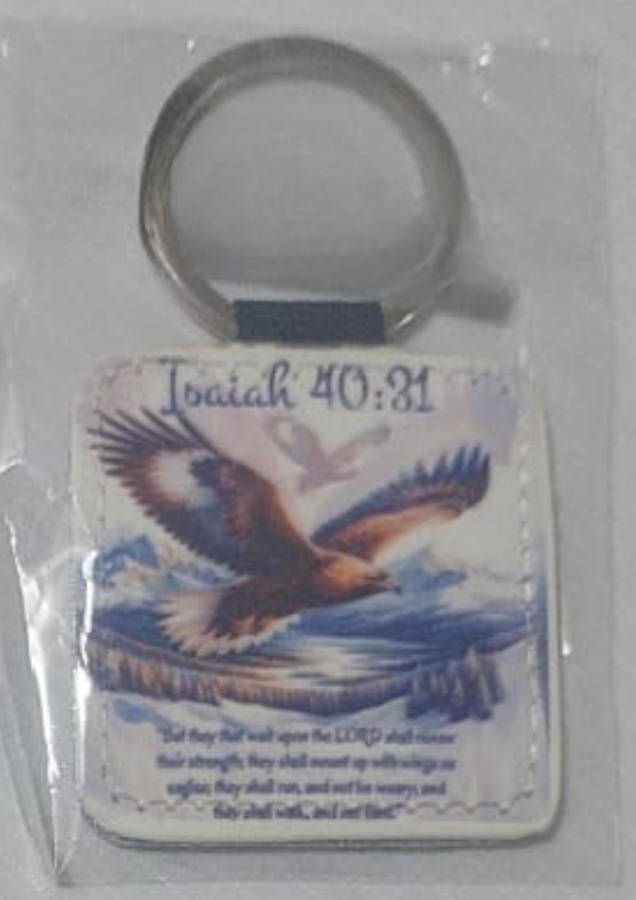 Isaiah 40:31
"But they that wait upon the LORD shall renew
their strength; they shall mount up with wings as
eagles; they shall run, and not be weary; and
they shall walk, and not faint."